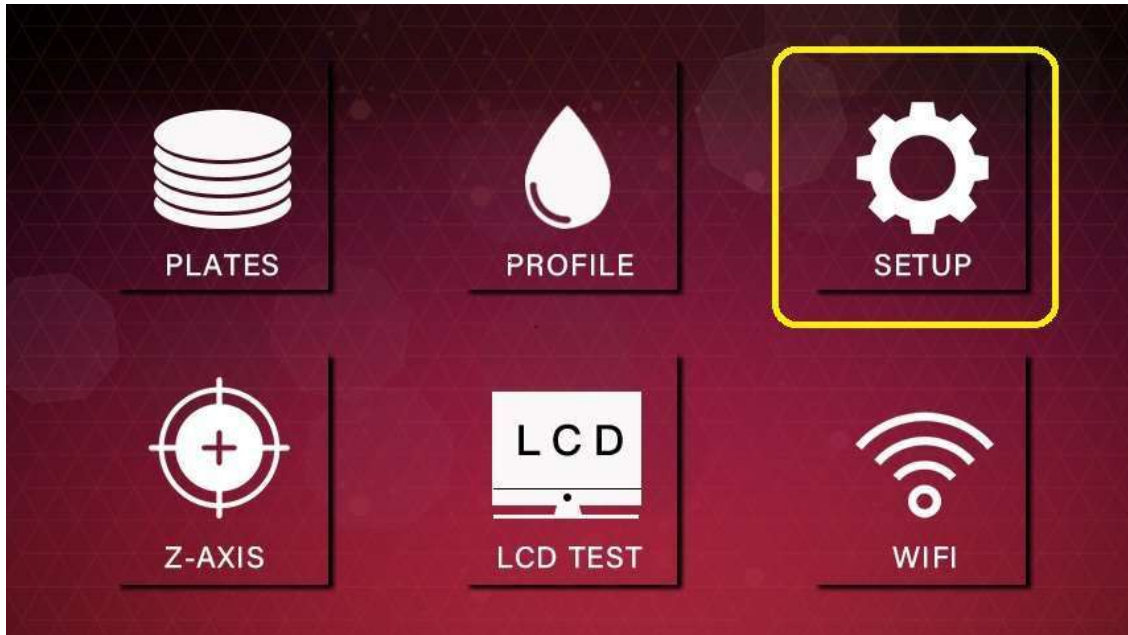 PLATES
PROFILE
SETUP
LCD
Z-AXIS
LCD TEST
WIFI